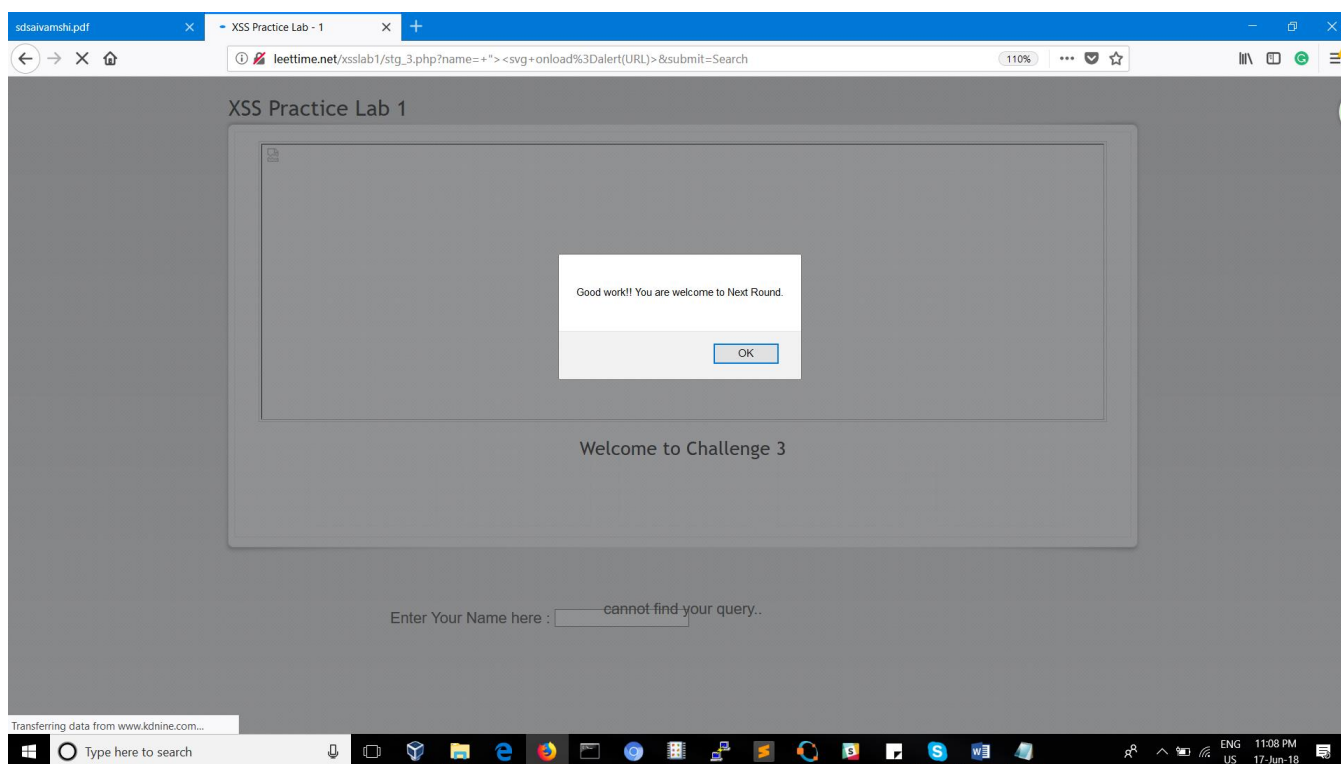 sdsaivamshi.pdf
XSS Practice Lab - 1
leettime.net/xsslab1/stg_3.php?name=+"><svg+onload%3Dalert(URL)>&submit=Search
110%
XSS Practice Lab 1
Good work!! You are welcome to Next Round.
OK
Welcome to Challenge 3
Enter Your Name here :
cannot find your query..
Transferring data from www.kdnine.com...
Type here to search
ENG 11:08 PM
US 17-Jun-18